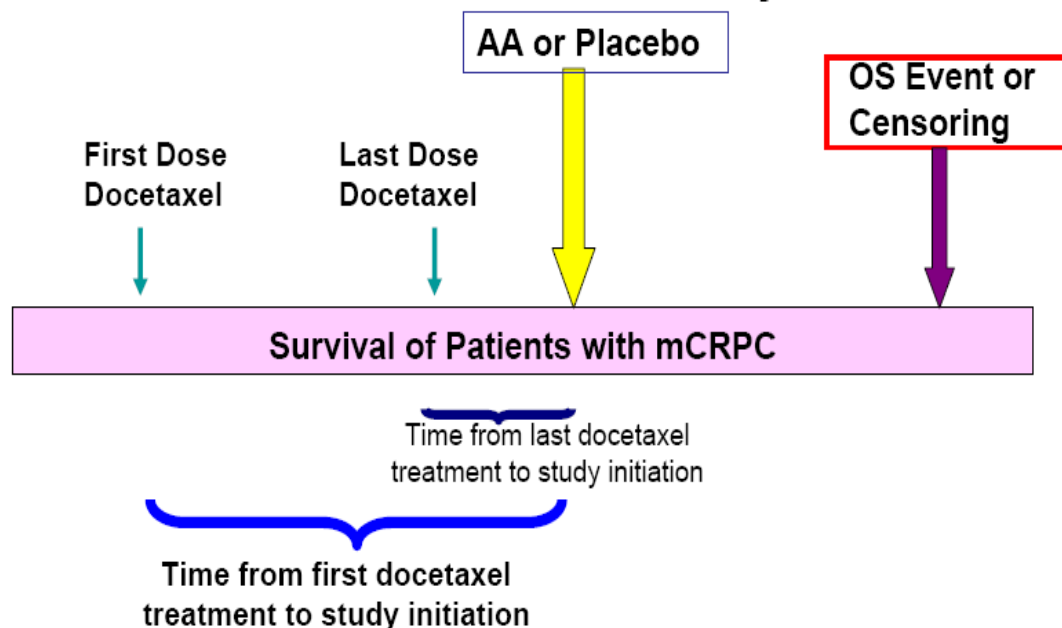 AA or Placebo
OS Event or
Censoring
First Dose
Docetaxel
Last Dose
Docetaxel
Survival of Patients with mCRPC
Time from last docetaxel
treatment to study initiation
Time from first docetaxel
treatment to study initiation